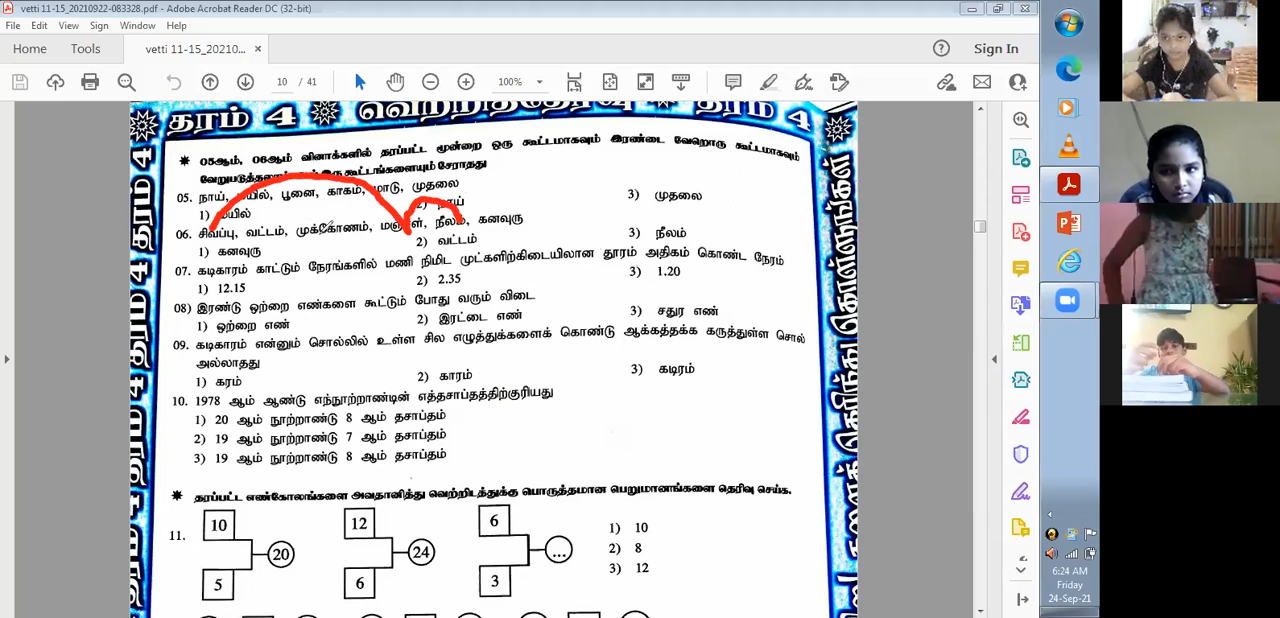 vetti 11-15_20210922-083328.pdf - Adobe Acrobat Reader DC (32-bit)
File Edit View Sign Window Help
Home Tools vetti 11-15_20210... × Sign In
10 / 41 100%
தரம் 4 வெற்றித்தேர்வு தரம் 4
05ஆம், 06ஆம் வினாக்களில் தரப்பட்ட மூன்றை ஒரு கூட்டமாகவும் இரண்டை வேறொரு கூட்டமாகவும்
இரு கூட்டங்களையும் சேராதது
05. நாய், மயில், பூனை, காகம், மாடு, முதலை
1) மயில் 2) நாய் 3) முதலை
06. சிவப்பு, வட்டம், முக்கோணம், மஞ்சள், நீலம், கனவுரு
1) கனவுரு 2) வட்டம் 3) நீலம்
07. கடிகாரம் காட்டும் நேரங்களில் மணி நிமிட முட்களிற்கிடையிலான தூரம் அதிகம் கொண்ட நேரம்
1) 12.15 2) 2.35 3) 1.20
08) இரண்டு ஒற்றை எண்களை கூட்டும் போது வரும் விடை
1) ஒற்றை எண் 2) இரட்டை எண் 3) சதுர எண்
09. கடிகாரம் என்னும் சொல்லில் உள்ள சில எழுத்துக்களைக் கொண்டு ஆக்கத்தக்க கருத்துள்ள சொல்
அல்லாதது
1) கரம் 2) காரம் 3) கடிரம்
10. 1978 ஆம் ஆண்டு எந்நூற்றாண்டின் எத்தசாப்தத்திற்குரியது
1) 20 ஆம் நூற்றாண்டு 8 ஆம் தசாப்தம்
2) 19 ஆம் நூற்றாண்டு 7 ஆம் தசாப்தம்
3) 19 ஆம் நூற்றாண்டு 8 ஆம் தசாப்தம்
தரப்பட்ட எண்கோலங்களை அவதானித்து வெற்றிடத்துக்கு பொருத்தமான பெறுமானங்களை தெரிவு செய்க.
11. 10 5 20 12 6 24 6 3 ...
1) 10
2) 8
3) 12
6:24 AM
Friday
24-Sep-21